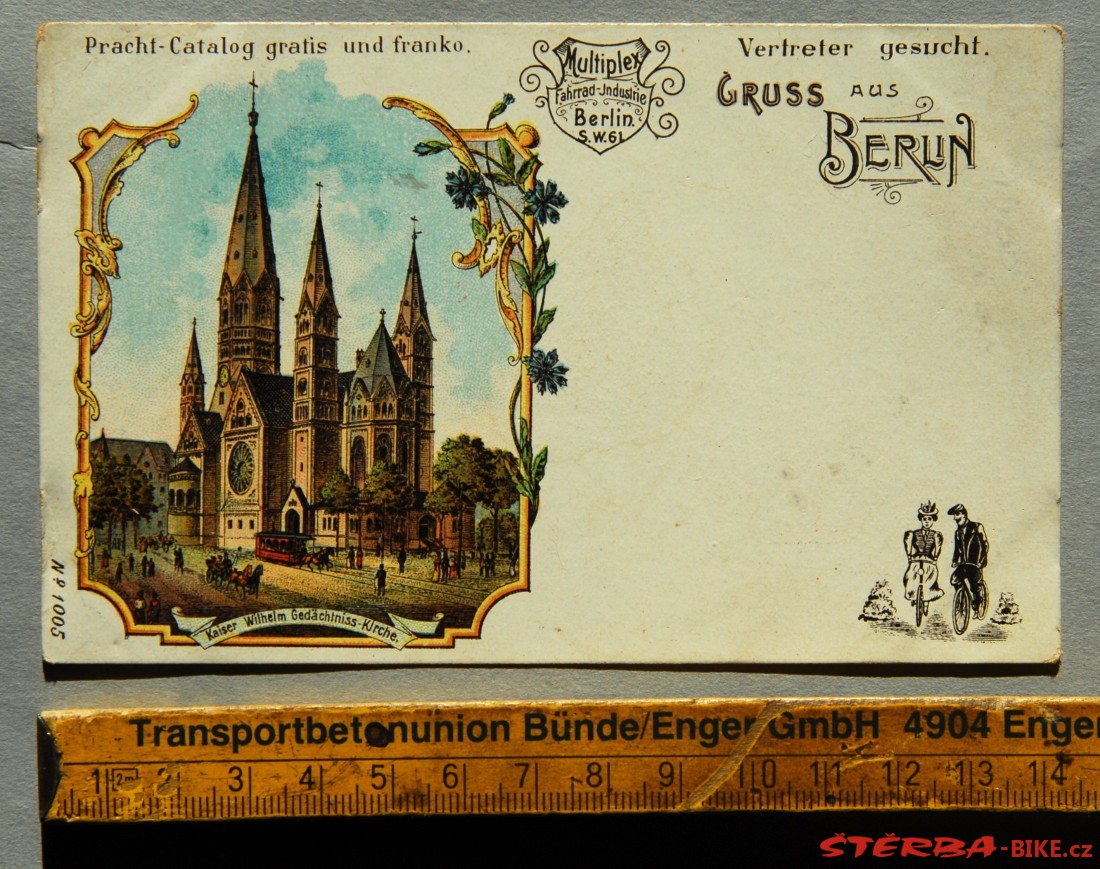 Pracht-Catalog gratis und franko.
Multiplex
Fahrrad-Jndustrie
Berlin.
S.W.61.
Vertreter gesucht.
GRUSS AUS
BERLIN
Kaiser Wilhelm Gedächtniss-Kirche.
No 1005
Transportbetonunion Bünde/Enger GmbH 4904 Enger
1 2m 2 3 4 5 6 7 8 9 10 11 12 13 14
ŠTĚRBA-BIKE.cz